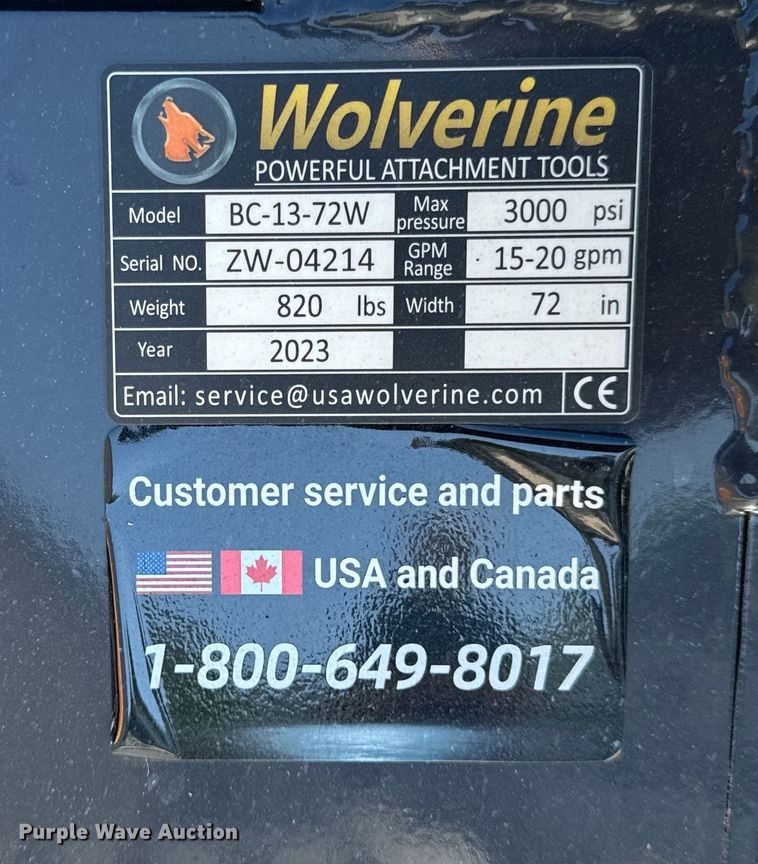 Wolverine
POWERFUL ATTACHMENT TOOLS
Model BC-13-72W Max pressure 3000 psi
Serial NO. ZW-04214 GPM Range 15-20 gpm
Weight 820 lbs Width 72 in
Year 2023
Email: service@usawolverine.com CE
Customer service and parts
USA and Canada
1-800-649-8017
Purple Wave Auction